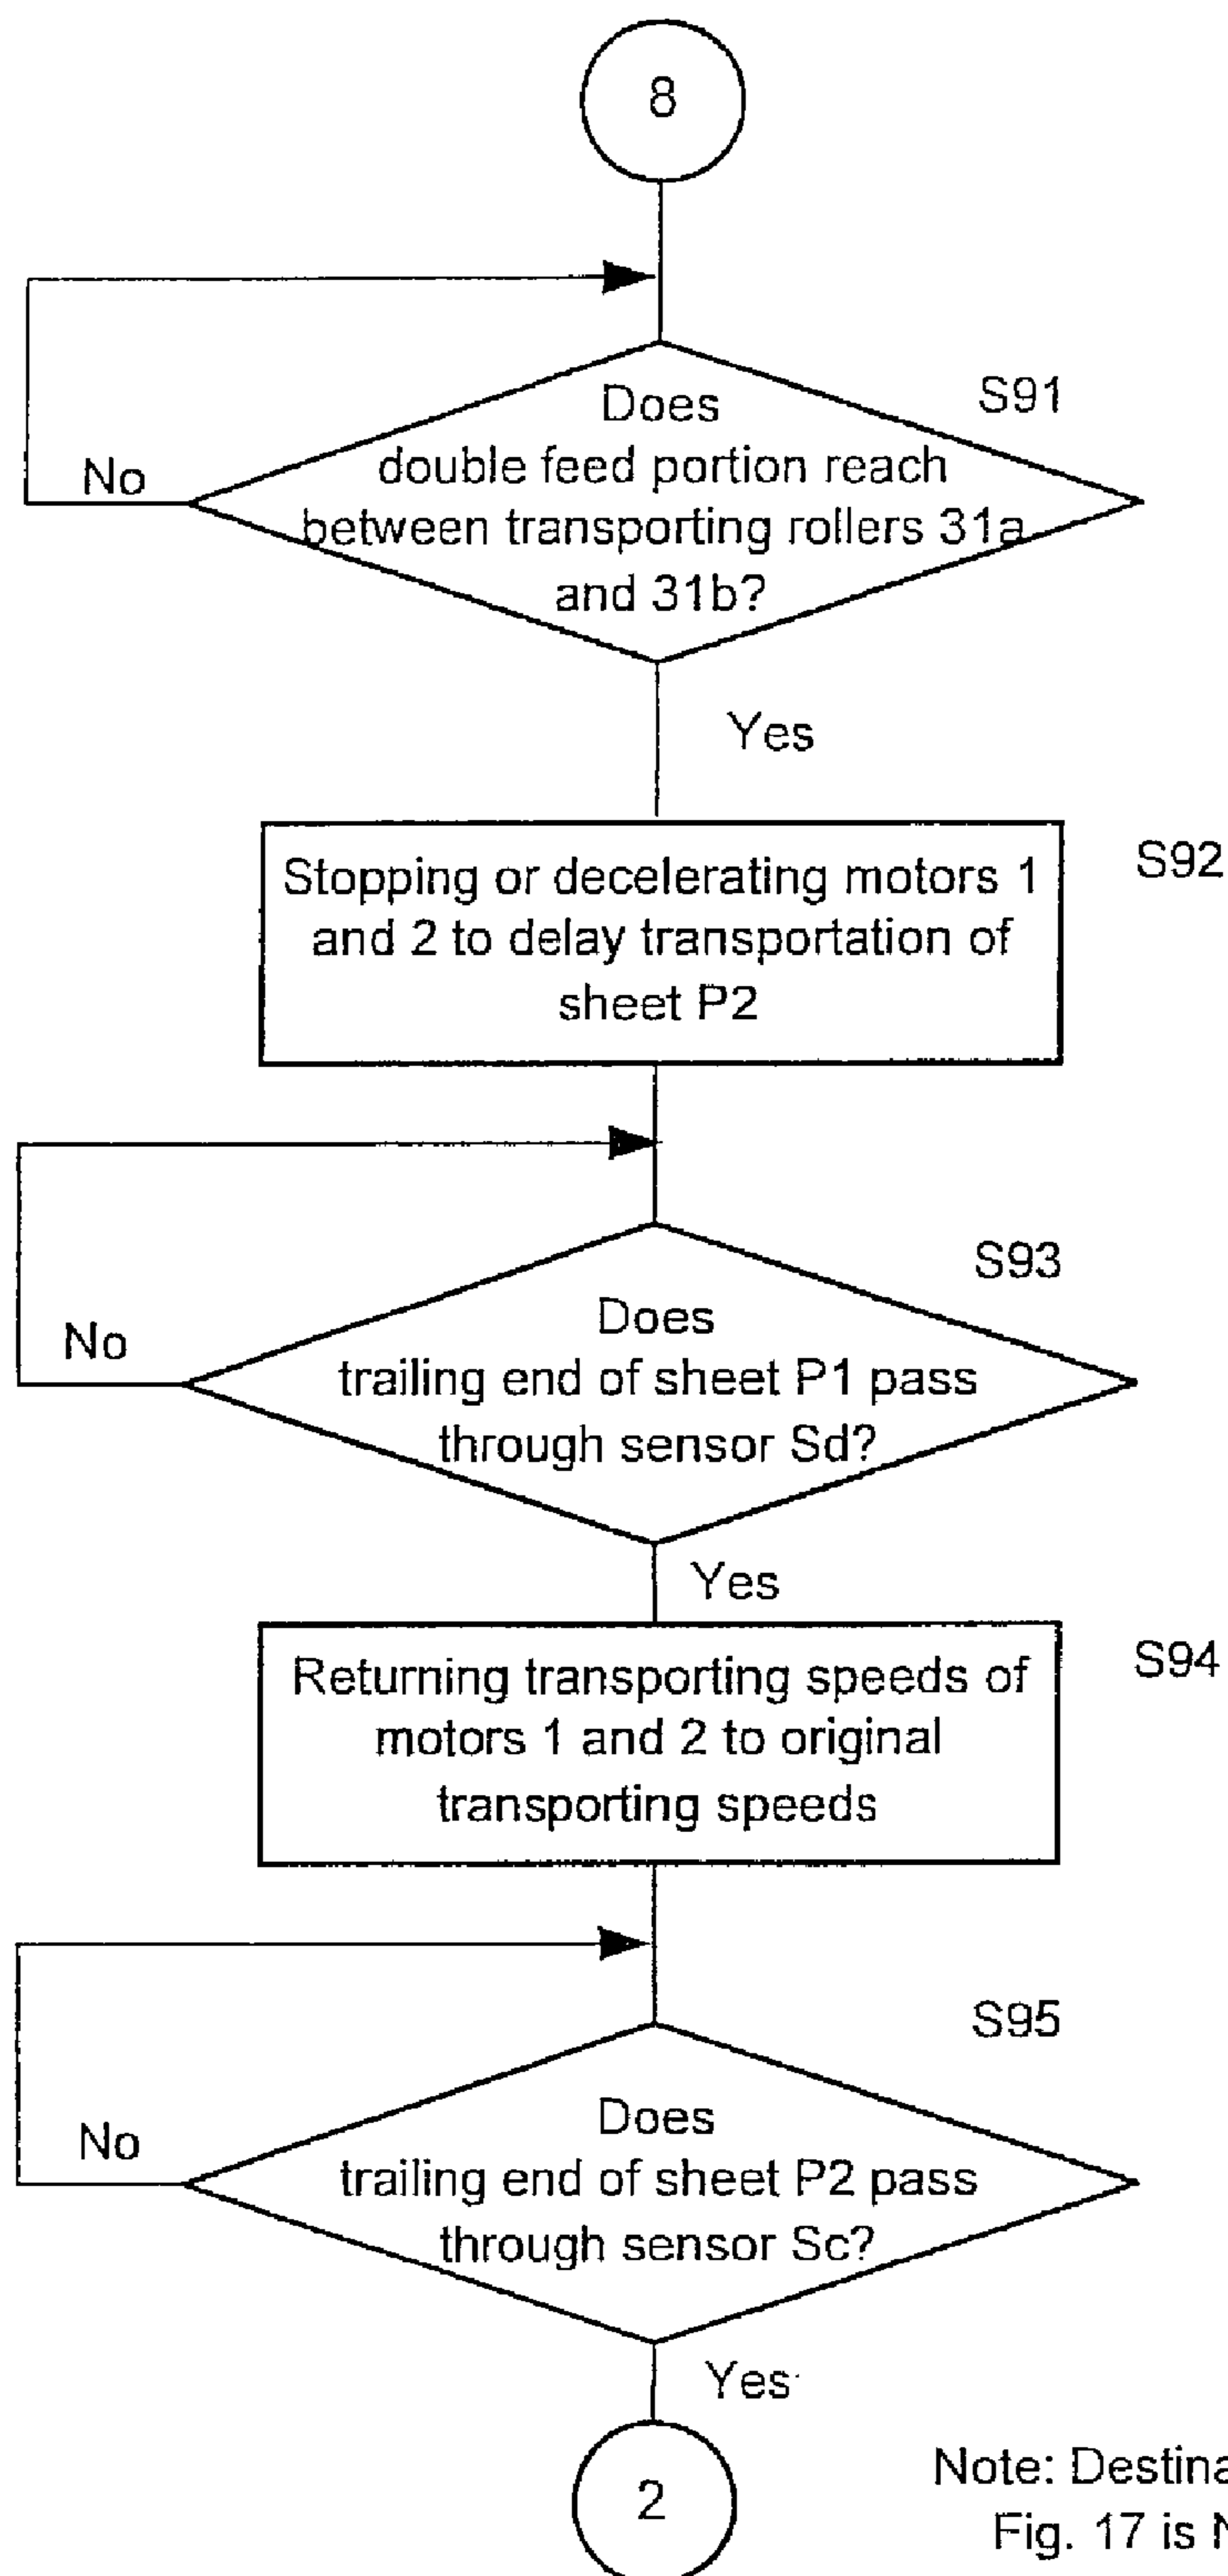 8
Does
S91
double feed portion reach
No
between transporting rollers 31a
and 31b?
Yes
Stopping or decelerating motors 1
S92
and 2 to delay transportation of
sheet P2
S93
Does
No
trailing end of sheet P1 pass
through sensor Sd?
Yes
Returning transporting speeds of
S94
motors 1 and 2 to original
transporting speeds
S95
Does
No
trailing end of sheet P2 pass
through sensor Sc?
Yes
Note:
2
Fig. 17 is